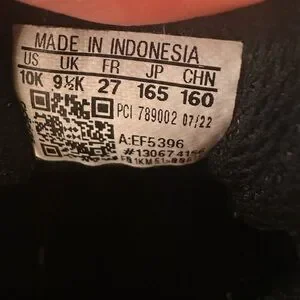 MADE IN INDONESIA
US UK FR JP CHN
10K 9½K 27 165 160
PCI 789002 07/22
A:EF5396